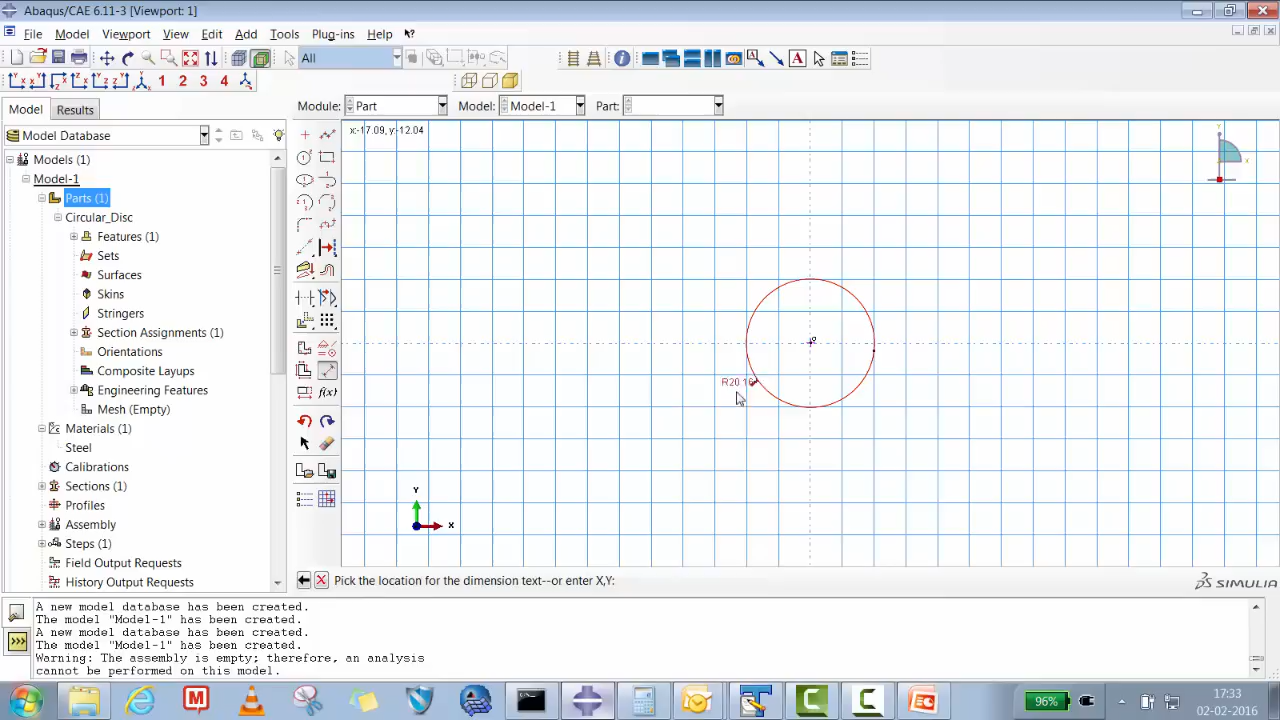 Abaqus/CAE 6.11-3 [Viewport: 1]
File Model Viewport View Edit Add Tools Plug-ins Help
All
1 2 3 4
Model Results
Module: Part Model: Model-1 Part:
Model Database
x:-17.09, y:-12.04
Models (1)
Model-1
Parts (1)
Circular_Disc
Features (1)
Sets
Surfaces
Skins
Stringers
Section Assignments (1)
Orientations
Composite Layups
Engineering Features
Mesh (Empty)
Materials (1)
Steel
Calibrations
Sections (1)
Profiles
Assembly
Steps (1)
Field Output Requests
History Output Requests
f(x)
Y
X
Pick the location for the dimension text--or enter X,Y:
SIMULIA
A new model database has been created.
The model "Model-1" has been created.
A new model database has been created.
The model "Model-1" has been created.
Warning: The assembly is empty; therefore, an analysis
cannot be performed on this model.
>>>
96%
17:33
02-02-2016